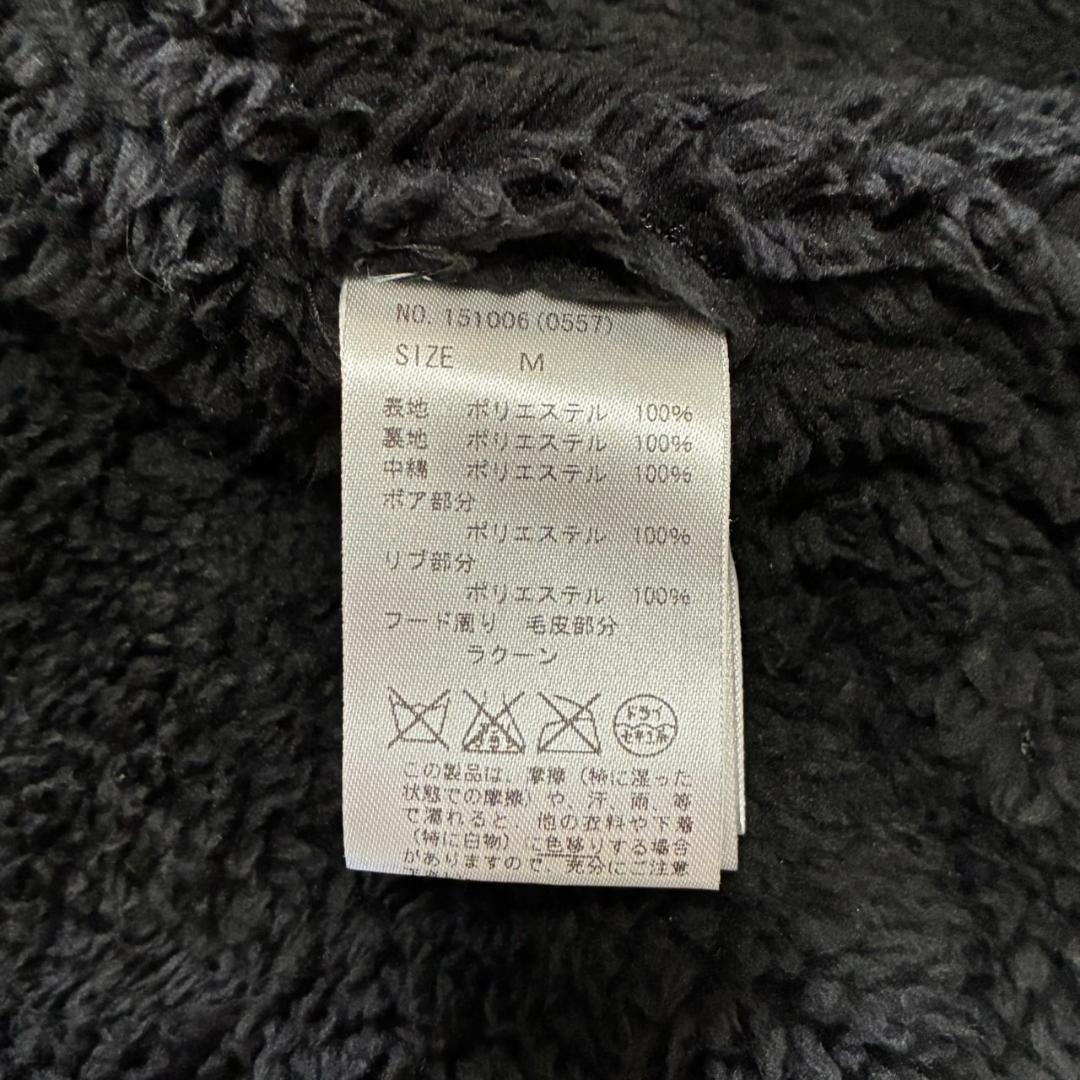 NO. 151006(0557)
SIZE M
表地 ポリエステル 100%
裏地 ポリエステル 100%
中綿 ポリエステル 100%
ボア部分
ポリエステル 100%
リブ部分
ポリエステル 100%
フード周り 毛皮部分
ラクーン
ドライ
セキユ系
この製品は、摩擦(特に湿った
状態での摩擦)や、汗、雨、等
で濡れると、他の衣料や下着
(特に白物)に色移りする場合
がありますので、充分にご注意